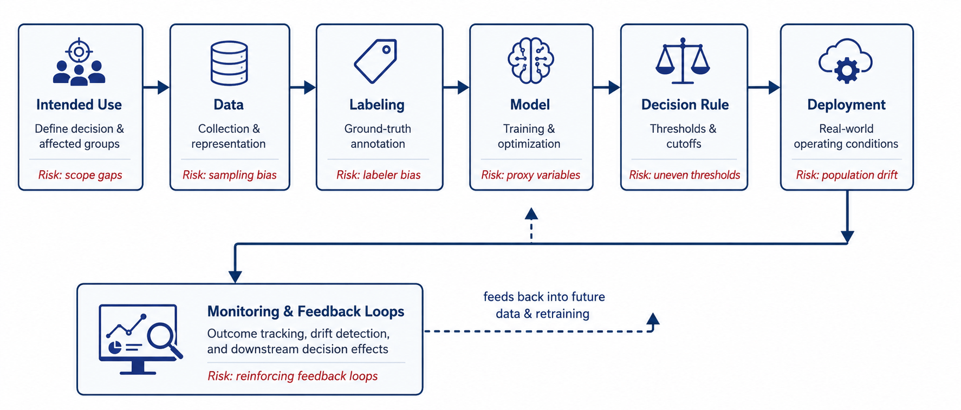 Intended Use
Define decision &
affected groups
Risk: scope gaps
Data
Collection &
representation
Risk: sampling bias
Labeling
Ground-truth
annotation
Risk: labeler bias
Model
Training &
optimization
Risk: proxy variables
Decision Rule
Thresholds &
cutoffs
Risk: uneven thresholds
Deployment
Real-world
operating conditions
Risk: population drift
Monitoring & Feedback Loops
Outcome tracking, drift detection,
and downstream decision effects
Risk: reinforcing feedback loops
feeds back into future
data & retraining